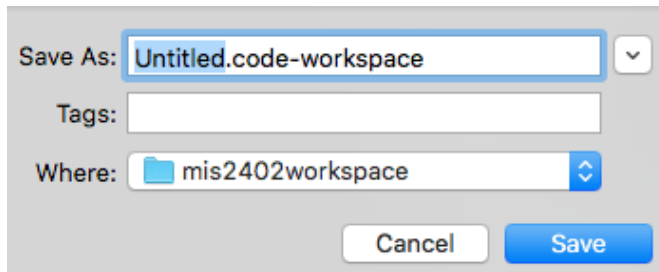 Save As: Untitled.code-workspace
Tags:
Where: mis2402workspace
Cancel Save